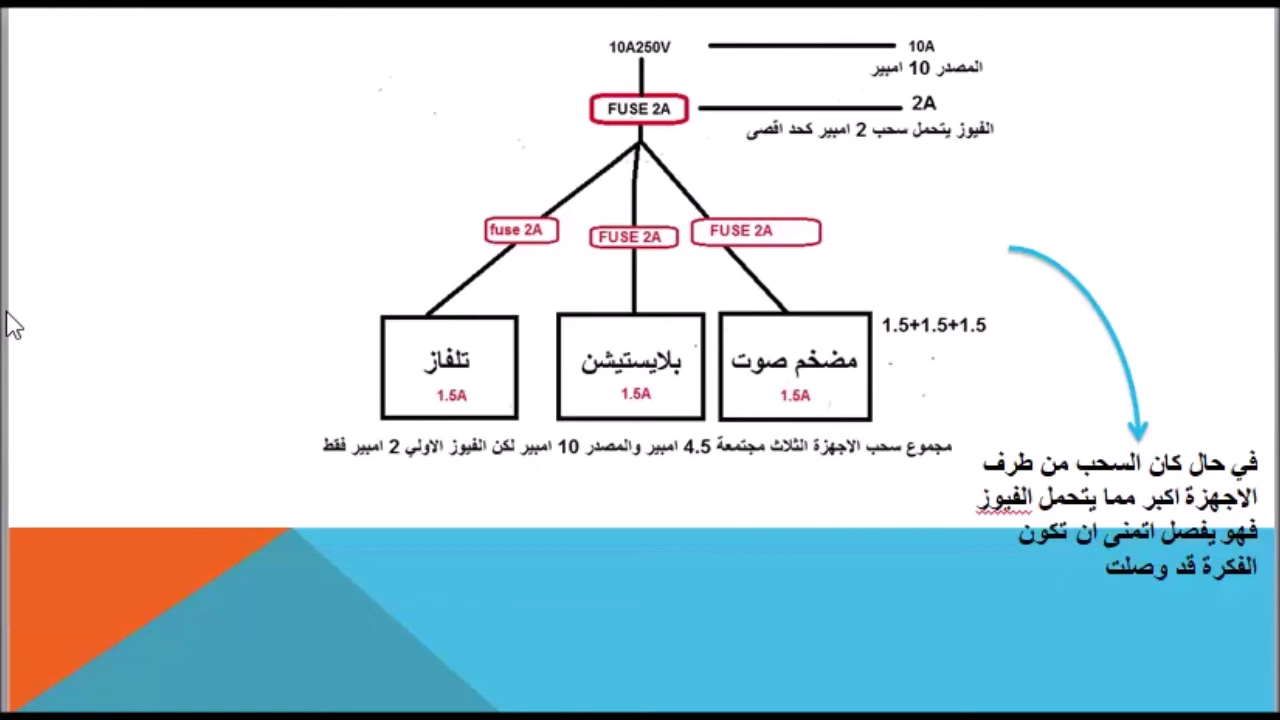 10A250V
10A
المصدر 10 امبير
FUSE 2A
2A
الفيوز يتحمل سحب 2 امبير كحد اقصى
fuse 2A
FUSE 2A
FUSE 2A
تلفاز
1.5A
بلايستيشن
1.5A
مضخم صوت
1.5A
1.5+1.5+1.5
مجموع سحب الاجهزة الثلاث مجتمعة 4.5 امبير والمصدر 10 امبير لكن الفيوز الاولي 2 امبير فقط
في حال كان السحب من طرف
الاجهزة اكبر مما يتحمل الفيوز
فهو يفصل اتمنى ان تكون
الفكرة قد وصلت